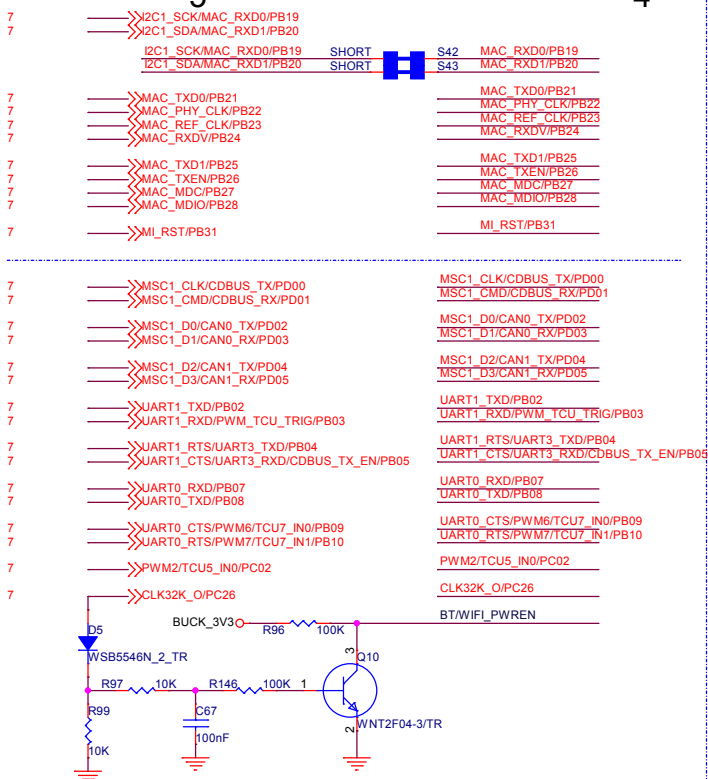 7 I2C1_SCK/MAC_RXD0/PB19
7 I2C1_SDA/MAC_RXD1/PB20
I2C1_SCK/MAC_RXD0/PB19 SHORT S42 MAC_RXD0/PB19
I2C1_SDA/MAC_RXD1/PB20 SHORT S43 MAC_RXD1/PB20
7 MAC_TXD0/PB21 MAC_TXD0/PB21
7 MAC_PHY_CLK/PB22 MAC_PHY_CLK/PB22
7 MAC_REF_CLK/PB23 MAC_REF_CLK/PB23
7 MAC_RXDV/PB24 MAC_RXDV/PB24
7 MAC_TXD1/PB25 MAC_TXD1/PB25
7 MAC_TXEN/PB26 MAC_TXEN/PB26
7 MAC_MDC/PB27 MAC_MDC/PB27
7 MAC_MDIO/PB28 MAC_MDIO/PB28
7 MI_RST/PB31 MI_RST/PB31
7 MSC1_CLK/CDBUS_TX/PD00 MSC1_CLK/CDBUS_TX/PD00
7 MSC1_CMD/CDBUS_RX/PD01 MSC1_CMD/CDBUS_RX/PD01
7 MSC1_D0/CAN0_TX/PD02 MSC1_D0/CAN0_TX/PD02
7 MSC1_D1/CAN0_RX/PD03 MSC1_D1/CAN0_RX/PD03
7 MSC1_D2/CAN1_TX/PD04 MSC1_D2/CAN1_TX/PD04
7 MSC1_D3/CAN1_RX/PD05 MSC1_D3/CAN1_RX/PD05
7 UART1_TXD/PB02 UART1_TXD/PB02
7 UART1_RXD/PWM_TCU_TRIG/PB03 UART1_RXD/PWM_TCU_TRIG/PB03
7 UART1_RTS/UART3_TXD/PB04 UART1_RTS/UART3_TXD/PB04
7 UART1_CTS/UART3_RXD/CDBUS_TX_EN/PB05 UART1_CTS/UART3_RXD/CDBUS_TX_EN/PB05
7 UART0_RXD/PB07 UART0_RXD/PB07
7 UART0_TXD/PB08 UART0_TXD/PB08
7 UART0_CTS/PWM6/TCU7_IN0/PB09 UART0_CTS/PWM6/TCU7_IN0/PB09
7 UART0_RTS/PWM7/TCU7_IN1/PB10 UART0_RTS/PWM7/TCU7_IN1/PB10
7 PWM2/TCU5_IN0/PC02 PWM2/TCU5_IN0/PC02
7 CLK32K_O/PC26 CLK32K_O/PC26
BUCK_3V3 R96 100K BT/WIFI_PWREN
D5
WSB5546N_2_TR
3 Q10
R97 10K R146 100K 1
R99 C67 WNT2F04-3/TR
2
100nF
10K